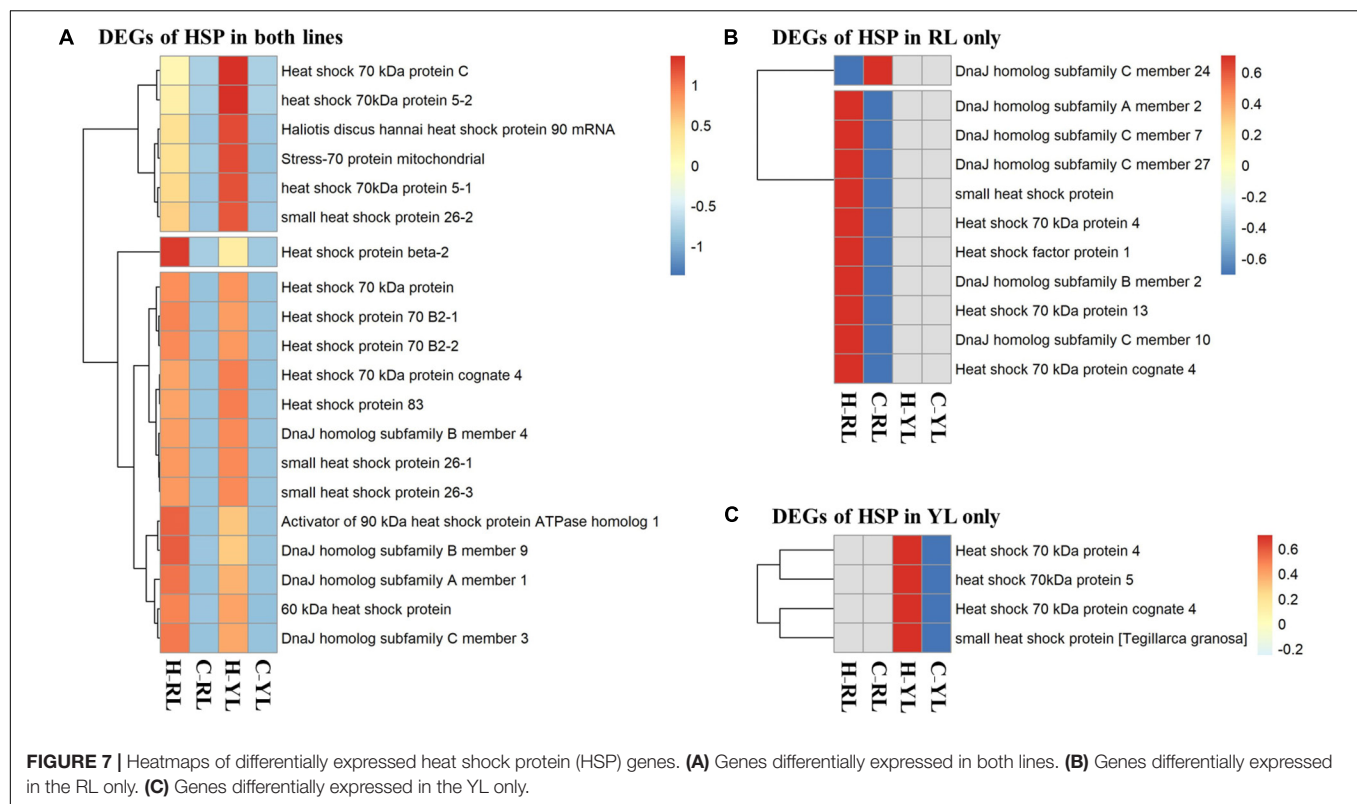 A DEGs of HSP in both lines
Heat shock 70 kDa protein C
heat shock 70kDa protein 5-2
Haliotis discus hannai heat shock protein 90 mRNA
Stress-70 protein mitochondrial
heat shock 70kDa protein 5-1
small heat shock protein 26-2
Heat shock protein beta-2
Heat shock 70 kDa protein
Heat shock protein 70 B2-1
Heat shock protein 70 B2-2
Heat shock 70 kDa protein cognate 4
Heat shock protein 83
DnaJ homolog subfamily B member 4
small heat shock protein 26-1
small heat shock protein 26-3
Activator of 90 kDa heat shock protein ATPase homolog 1
DnaJ homolog subfamily B member 9
DnaJ homolog subfamily A member 1
60 kDa heat shock protein
DnaJ homolog subfamily C member 3
H-RL
C-RL
H-YL
C-YL
1
0.5
0
-0.5
-1
B DEGs of HSP in RL only
DnaJ homolog subfamily C member 24
DnaJ homolog subfamily A member 2
DnaJ homolog subfamily C member 7
DnaJ homolog subfamily C member 27
small heat shock protein
Heat shock 70 kDa protein 4
Heat shock factor protein 1
DnaJ homolog subfamily B member 2
Heat shock 70 kDa protein 13
DnaJ homolog subfamily C member 10
Heat shock 70 kDa protein cognate 4
H-RL
C-RL
H-YL
C-YL
0.6
0.4
0.2
0
-0.2
-0.4
-0.6
C DEGs of HSP in YL only
Heat shock 70 kDa protein 4
heat shock 70kDa protein 5
Heat shock 70 kDa protein cognate 4
small heat shock protein [Tegillarca granosa]
H-RL
C-RL
H-YL
C-YL
0.6
0.4
0.2
0
-0.2
FIGURE 7 | Heatmaps of differentially expressed heat shock protein (HSP) genes. (A) Genes differentially expressed in both lines. (B) Genes differentially expressed
in the RL only. (C) Genes differentially expressed in the YL only.